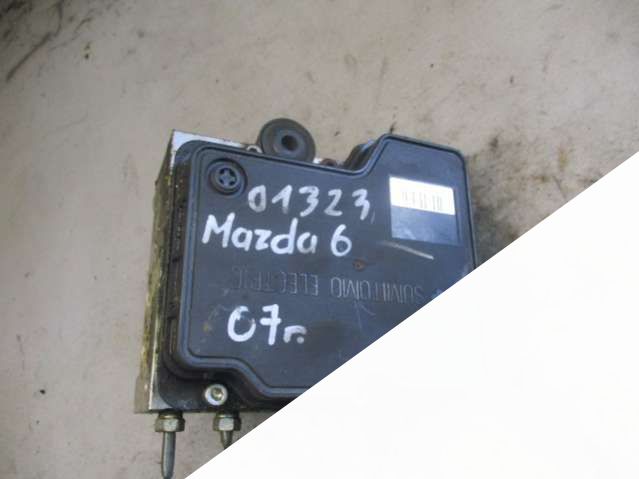 01323
Mazda 6
SUMITOMO ELECTRIC
07г.